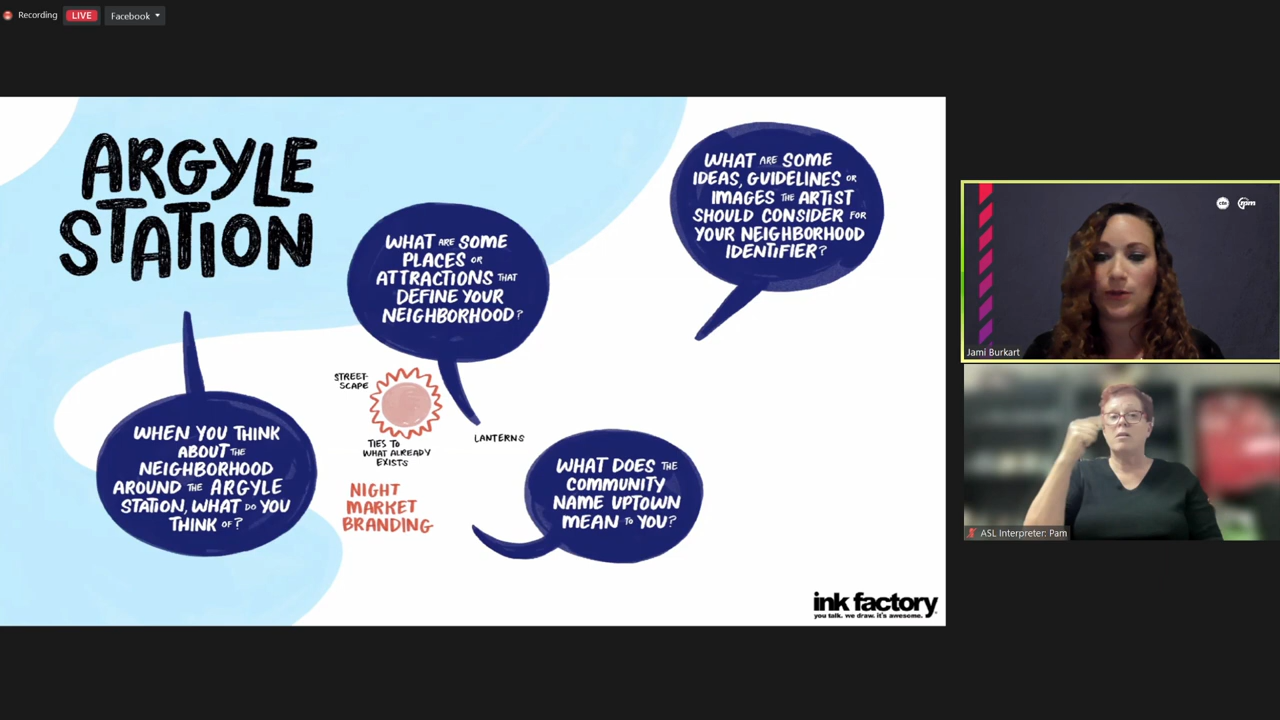 Recording
LIVE
Facebook
ARGYLE
STATION
WHAT ARE SOME
PLACES OR
ATTRACTIONS THAT
DEFINE YOUR
NEIGHBORHOOD?
WHAT ARE SOME
IDEAS, GUIDELINES OR
IMAGES THE ARTIST
SHOULD CONSIDER FOR
YOUR NEIGHBORHOOD
IDENTIFIER?
WHEN YOU THINK
ABOUT THE
NEIGHBORHOOD
AROUND THE ARGYLE
STATION, WHAT DO YOU
THINK OF?
STREET-
SCAPE
TIES TO
WHAT ALREADY
EXISTS
LANTERNS
NIGHT
MARKET
BRANDING
WHAT DOES THE
COMMUNITY
NAME UPTOWN
MEAN TO YOU?
ink factory
you talk. we draw. it's awesome.
cta rpm
Jami Burkart
ASL Interpreter: Pam